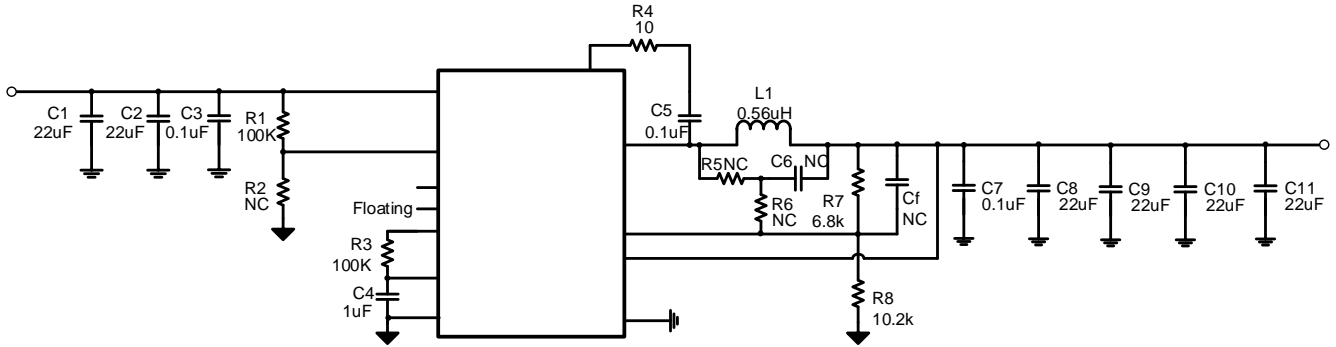 R4
10
C1
22uF
C2
22uF
C3
0.1uF
R1
100K
R2
NC
Floating
R3
100K
C4
1uF
C5
0.1uF
L1
0.56uH
R5NC
C6 NC
R6
NC
R7
6.8k
Cf
NC
R8
10.2k
C7
0.1uF
C8
22uF
C9
22uF
C10
22uF
C11
22uF